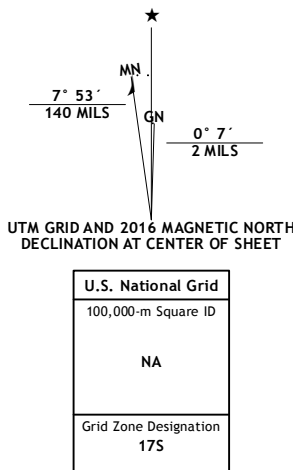 ★
MN
GN
7° 53´
140 MILS
0° 7´
2 MILS
UTM GRID AND 2016 MAGNETIC NORTH
DECLINATION AT CENTER OF SHEET
U.S. National Grid
100,000-m Square ID
NA
Grid Zone Designation
17S